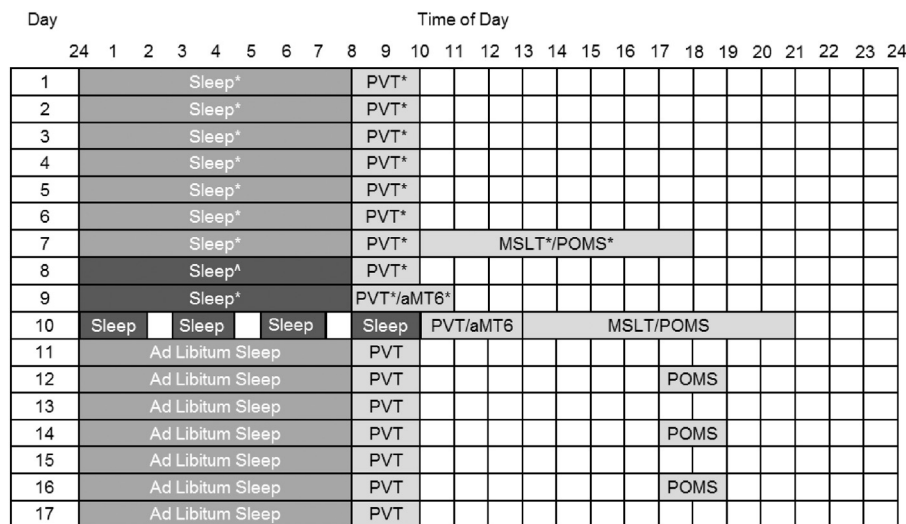 Day Time of Day
24 1 2 3 4 5 6 7 8 9 10 11 12 13 14 15 16 17 18 19 20 21 22 23 24
1 Sleep* PVT*
2 Sleep* PVT*
3 Sleep* PVT*
4 Sleep* PVT*
5 Sleep* PVT*
6 Sleep* PVT*
7 Sleep* PVT* MSLT*/POMS*
8 Sleep^ PVT*
9 Sleep* PVT*/aMT6*
10 Sleep Sleep Sleep Sleep PVT/aMT6 MSLT/POMS
11 Ad Libitum Sleep PVT
12 Ad Libitum Sleep PVT POMS
13 Ad Libitum Sleep PVT
14 Ad Libitum Sleep PVT POMS
15 Ad Libitum Sleep PVT
16 Ad Libitum Sleep PVT POMS
17 Ad Libitum Sleep PVT